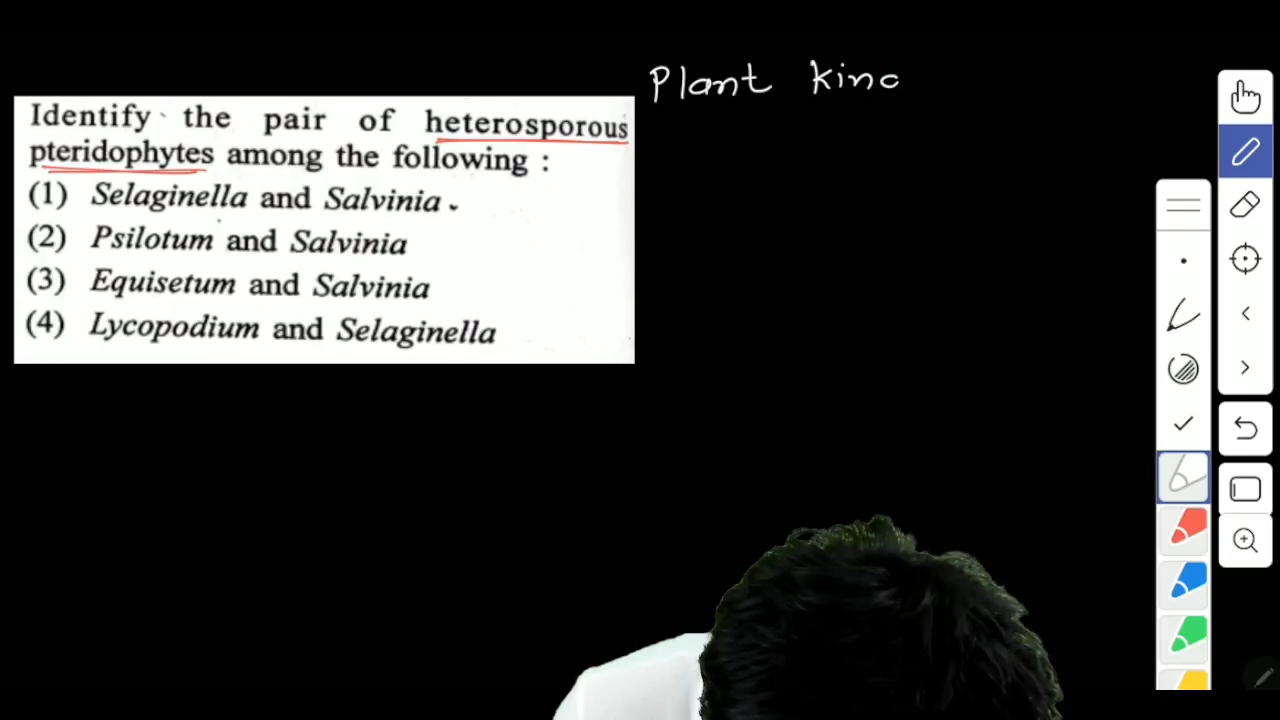 Plant kinc
Identify the pair of heterosporous
pteridophytes among the following :
(1) Selaginella and Salvinia
(2) Psilotum and Salvinia
(3) Equisetum and Salvinia
(4) Lycopodium and Selaginella